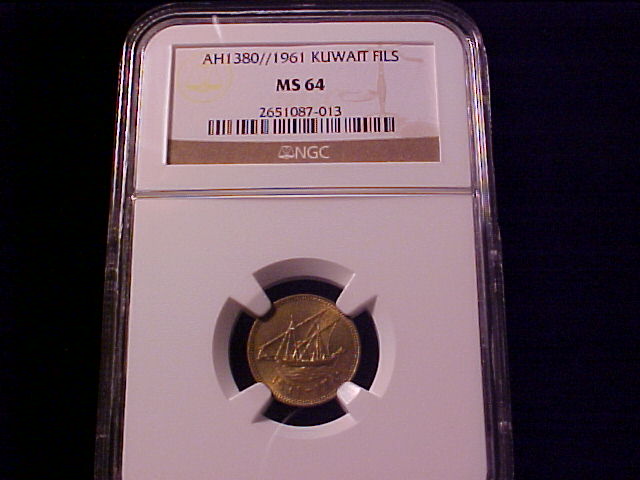 AH1380//1961 KUWAIT FILS
MS 64
2651087-013
NGC